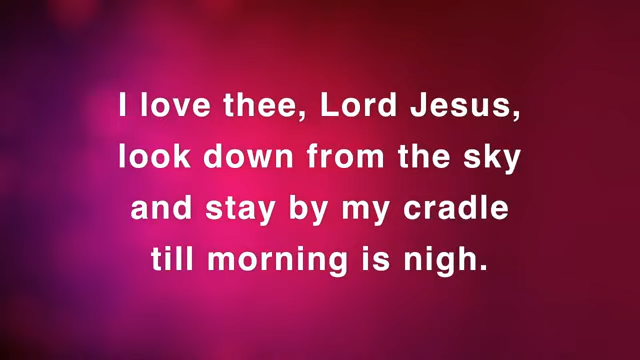 I love thee, Lord Jesus,
look down from the sky
and stay by my cradle
till morning is nigh.